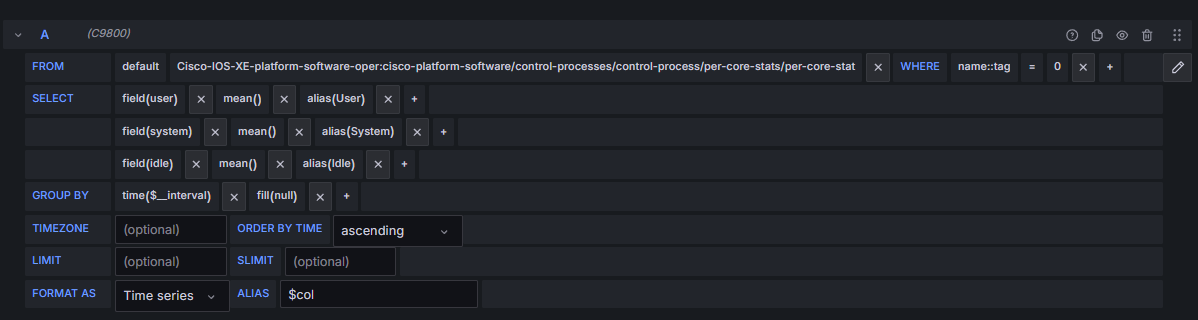 A (C9800)
FROM default Cisco-IOS-XE-platform-software-oper:cisco-platform-software/control-processes/control-process/per-core-stats/per-core-stat × WHERE name::tag = 0 × +
SELECT field(user) × mean() × alias(User) × +
field(system) × mean() × alias(System) × +
field(idle) × mean() × alias(Idle) × +
GROUP BY time($__interval) × fill(null) × +
TIMEZONE (optional) ORDER BY TIME ascending
LIMIT (optional) SLIMIT (optional)
FORMAT AS Time series ALIAS $col